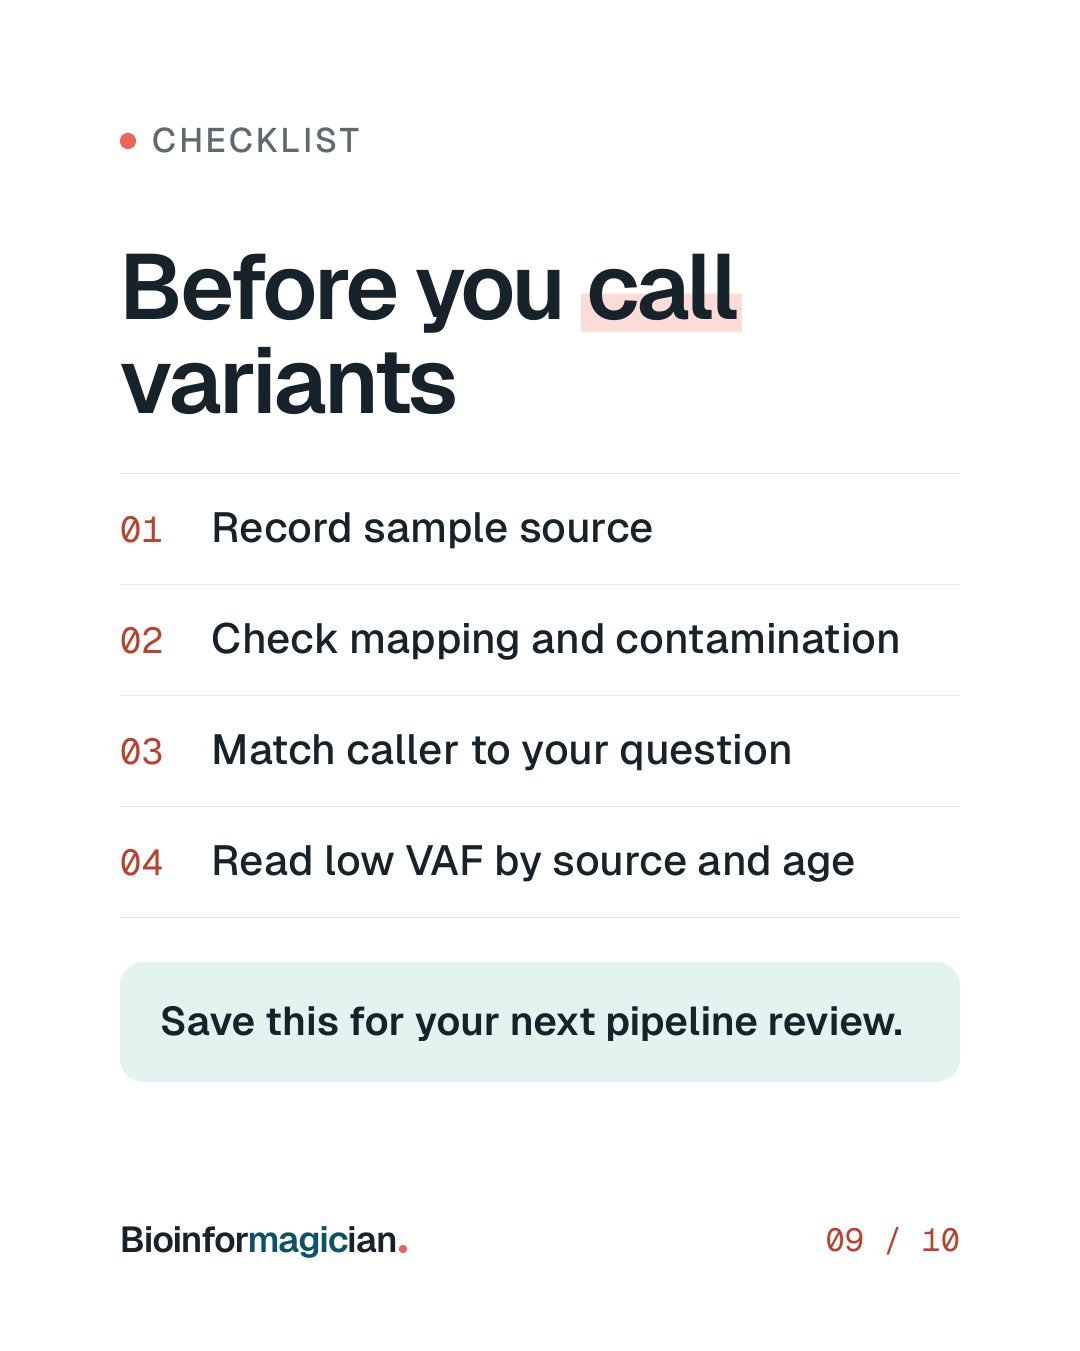 CHECKLIST
Before you call
variants
01 Record sample source
02 Check mapping and contamination
03 Match caller to your question
04 Read low VAF by source and age
Save this for your next pipeline review.
Bioinformagician.
09 / 10